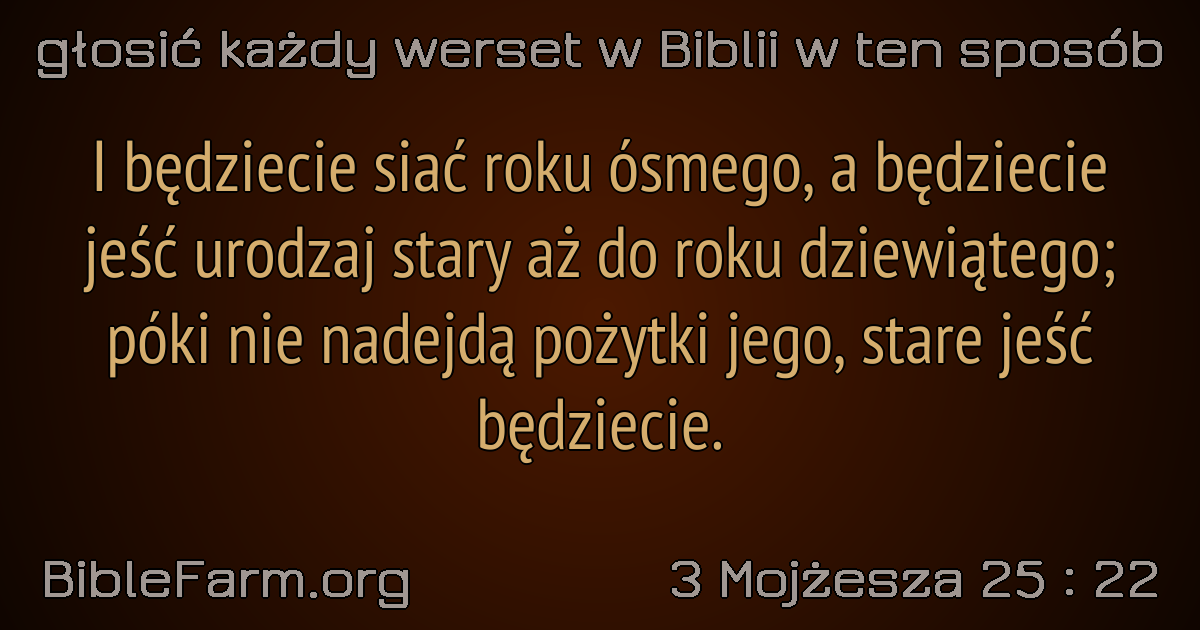 głosić każdy werset w Biblii w ten sposób
I będziecie siać roku ósmego, a będziecie
jeść urodzaj stary aż do roku dziewiątego;
póki nie nadejdą pożytki jego, stare jeść
będziecie.
BibleFarm.org
3 Mojżesza 25 : 22